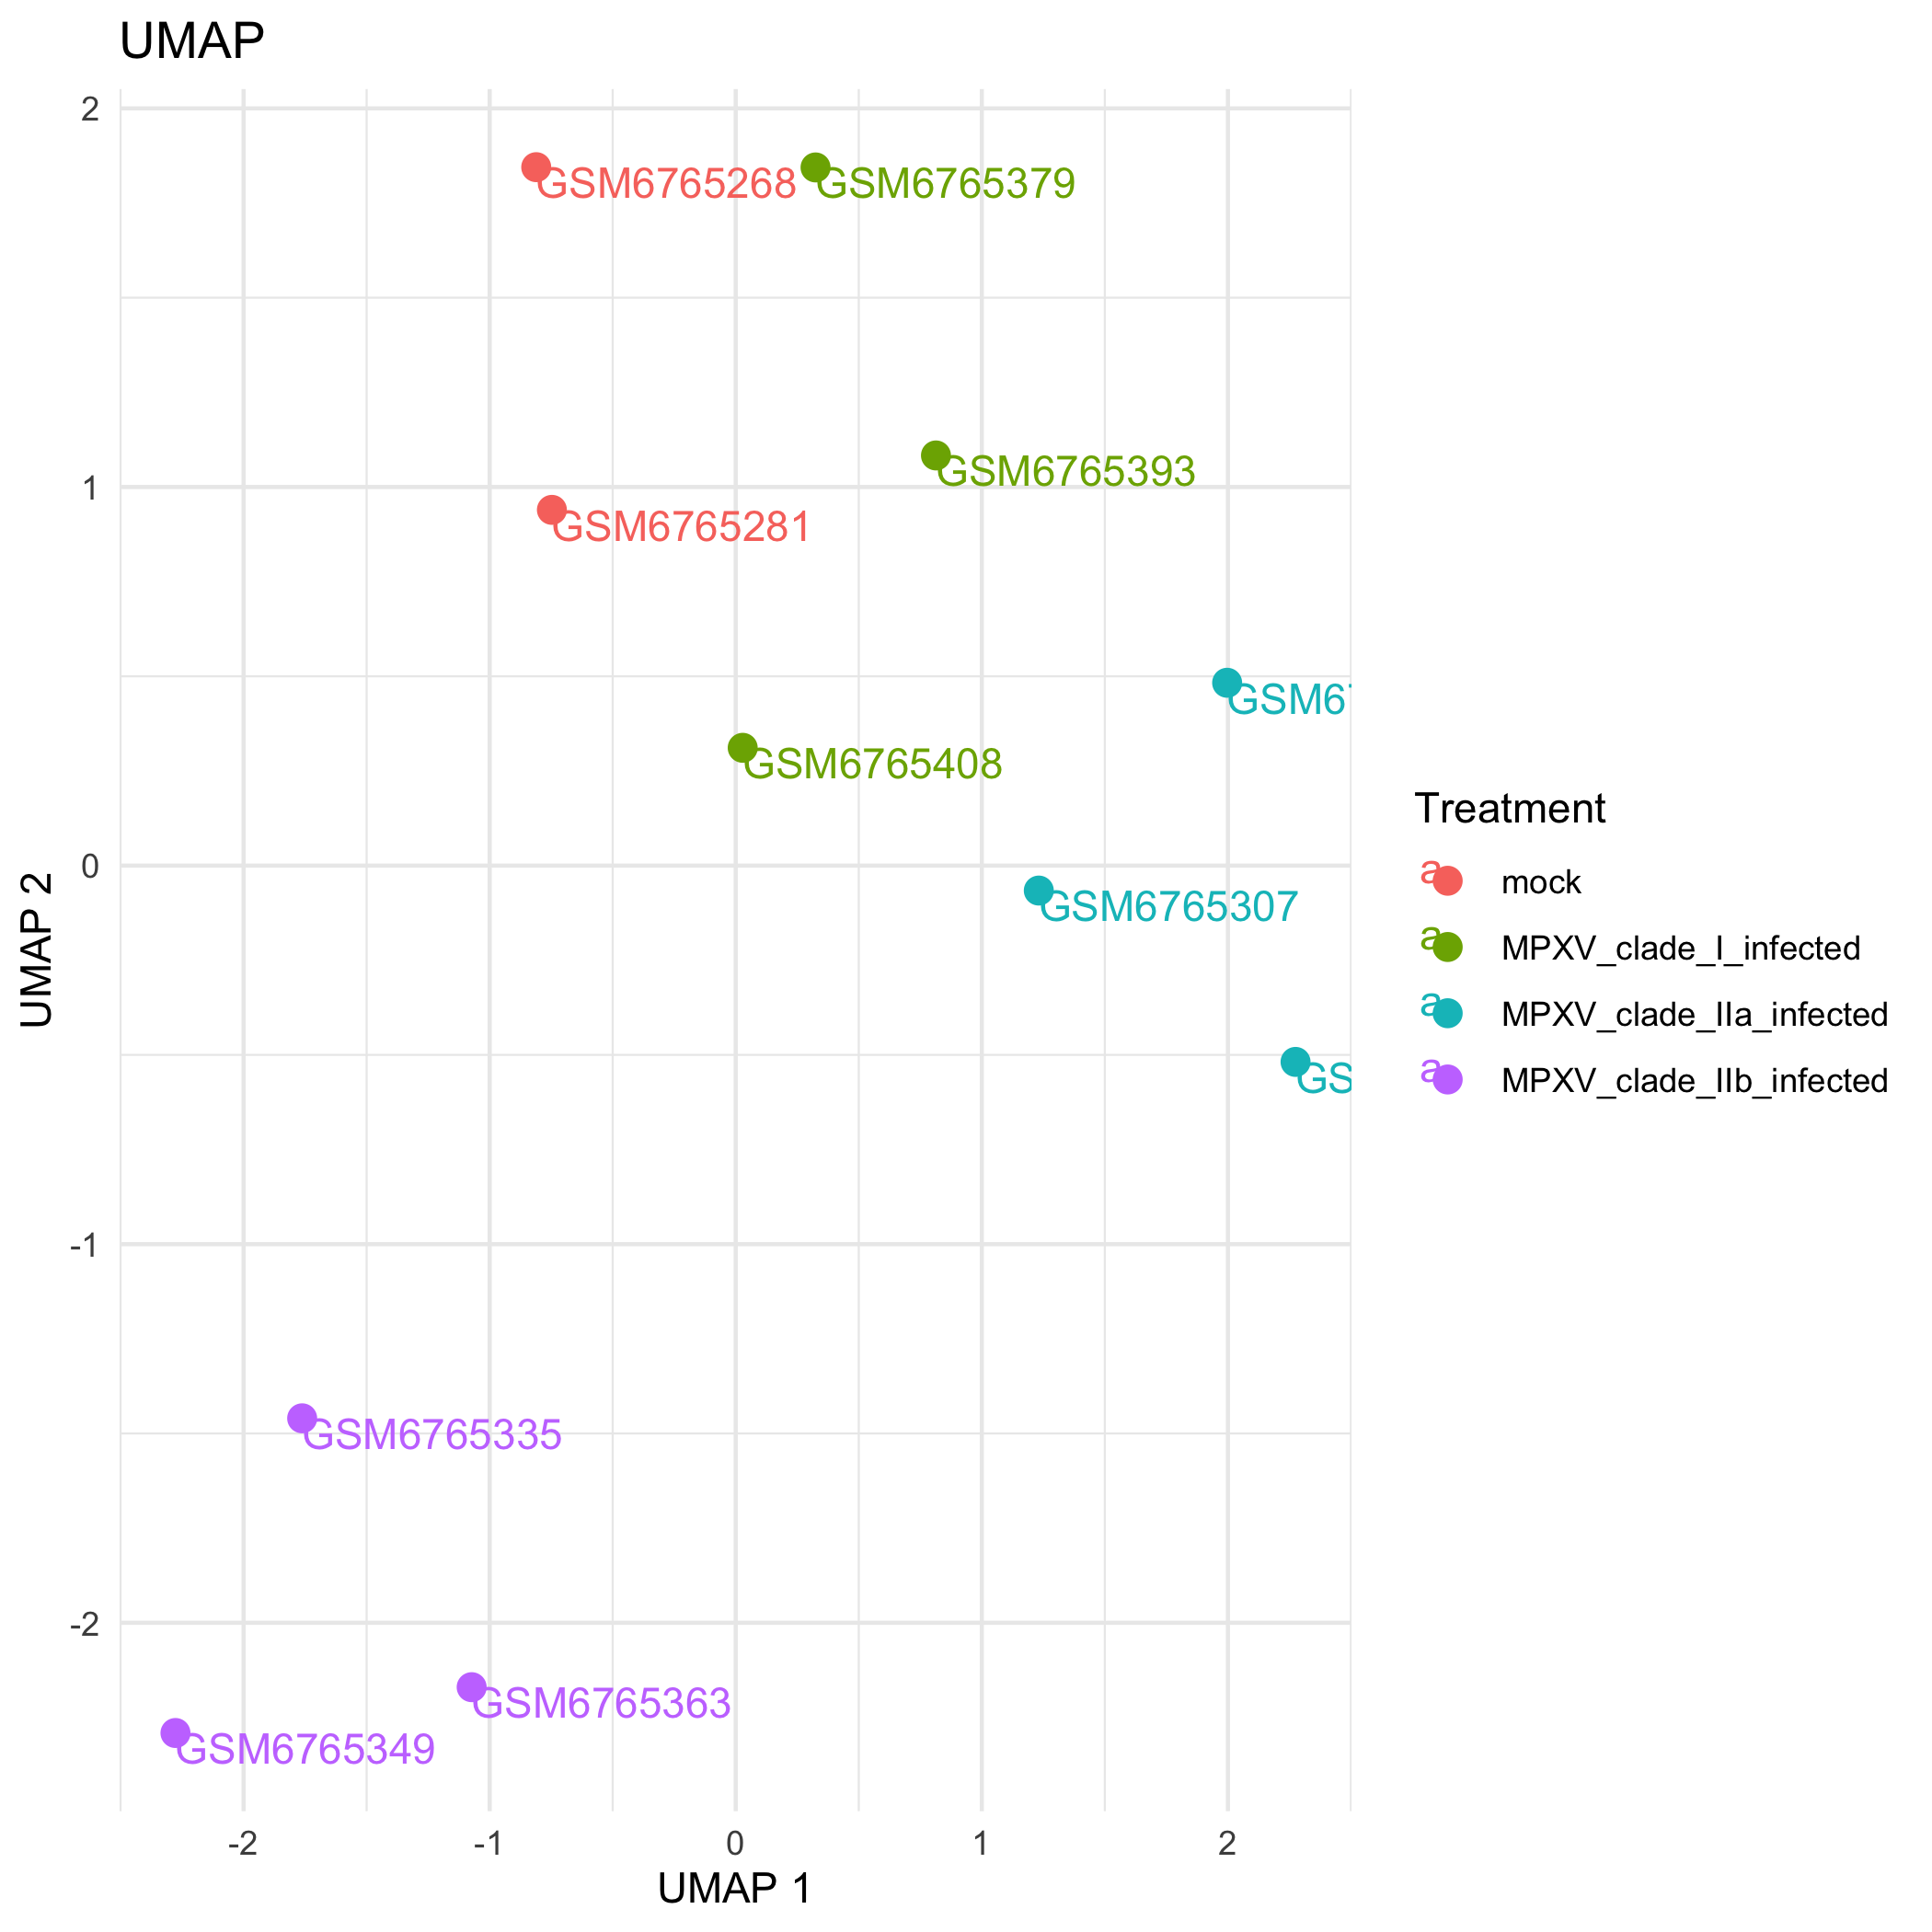 UMAP
2
GSM6765268
GSM6765379
GSM6765393
1
GSM6765281
GSM67
GSM6765408
0
GSM6765307
GS
-1
GSM6765335
-2
GSM6765363
GSM6765349
-2 -1 0 1 2
UMAP 1
UMAP 2
Treatment
a mock
a MPXV_clade_I_infected
a MPXV_clade_IIa_infected
a MPXV_clade_IIb_infected